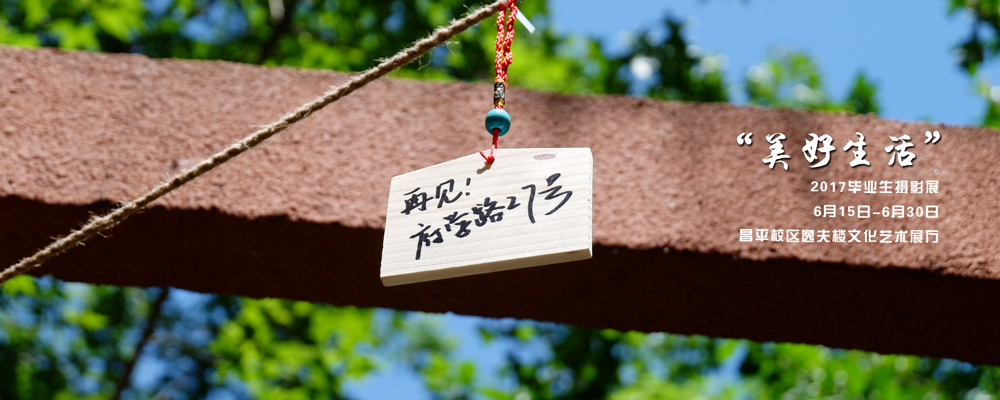 再见!
府学路27号
“美好生活”
2017毕业生摄影展
6月15日-6月30日
昌平校区逸夫楼文化艺术展厅